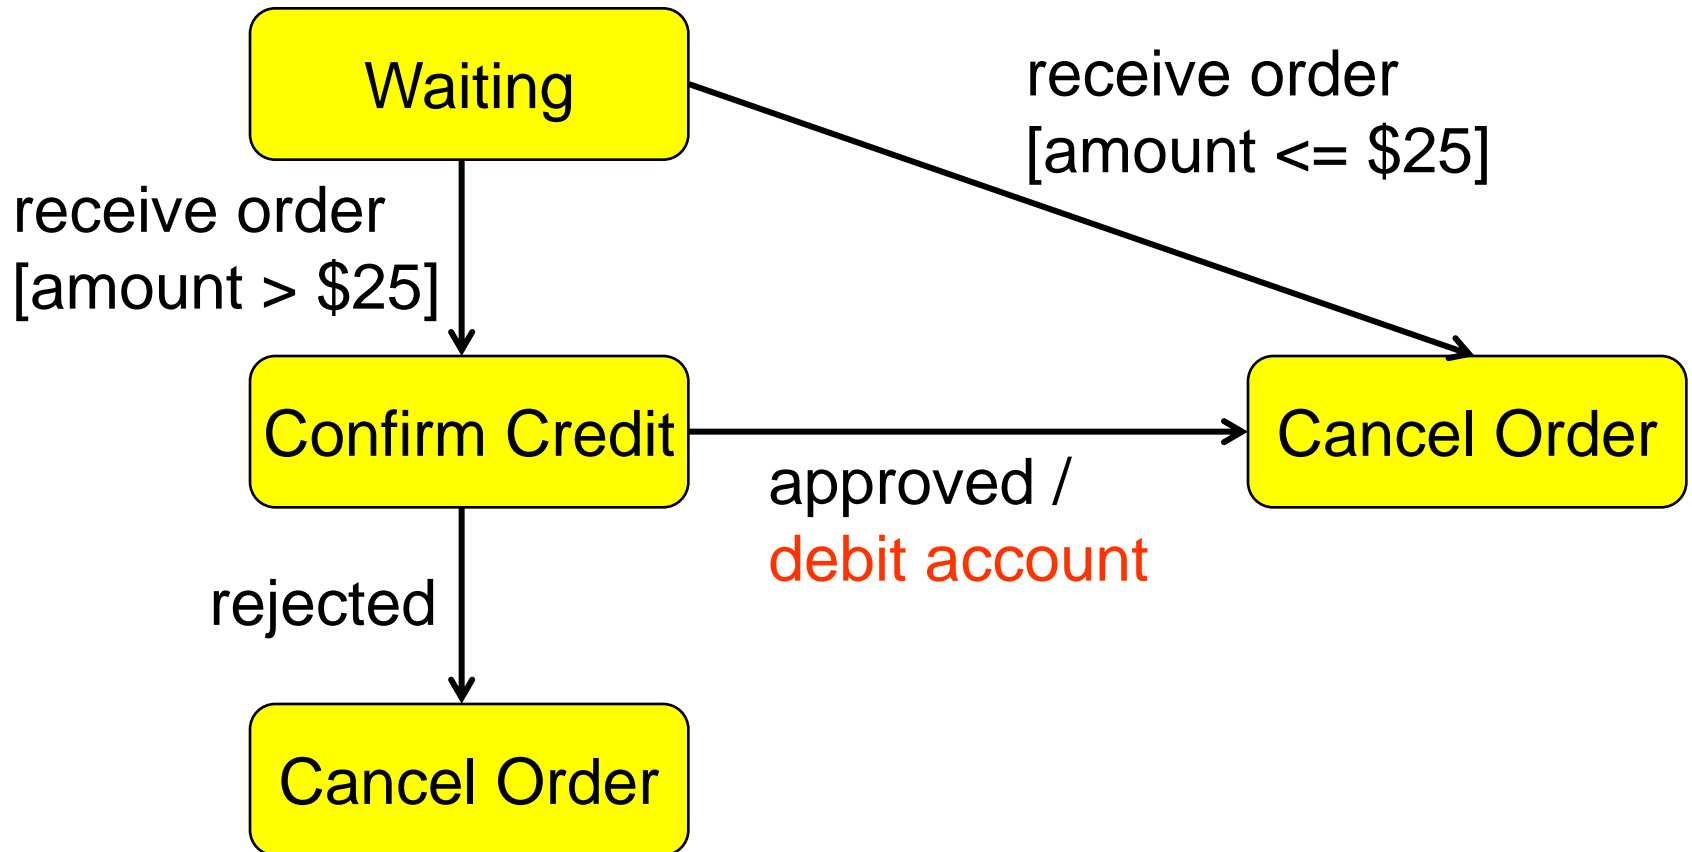 Waiting
receive order
[amount <= $25]
receive order
[amount > $25]
Confirm Credit
Cancel Order
approved /
debit account
rejected
Cancel Order